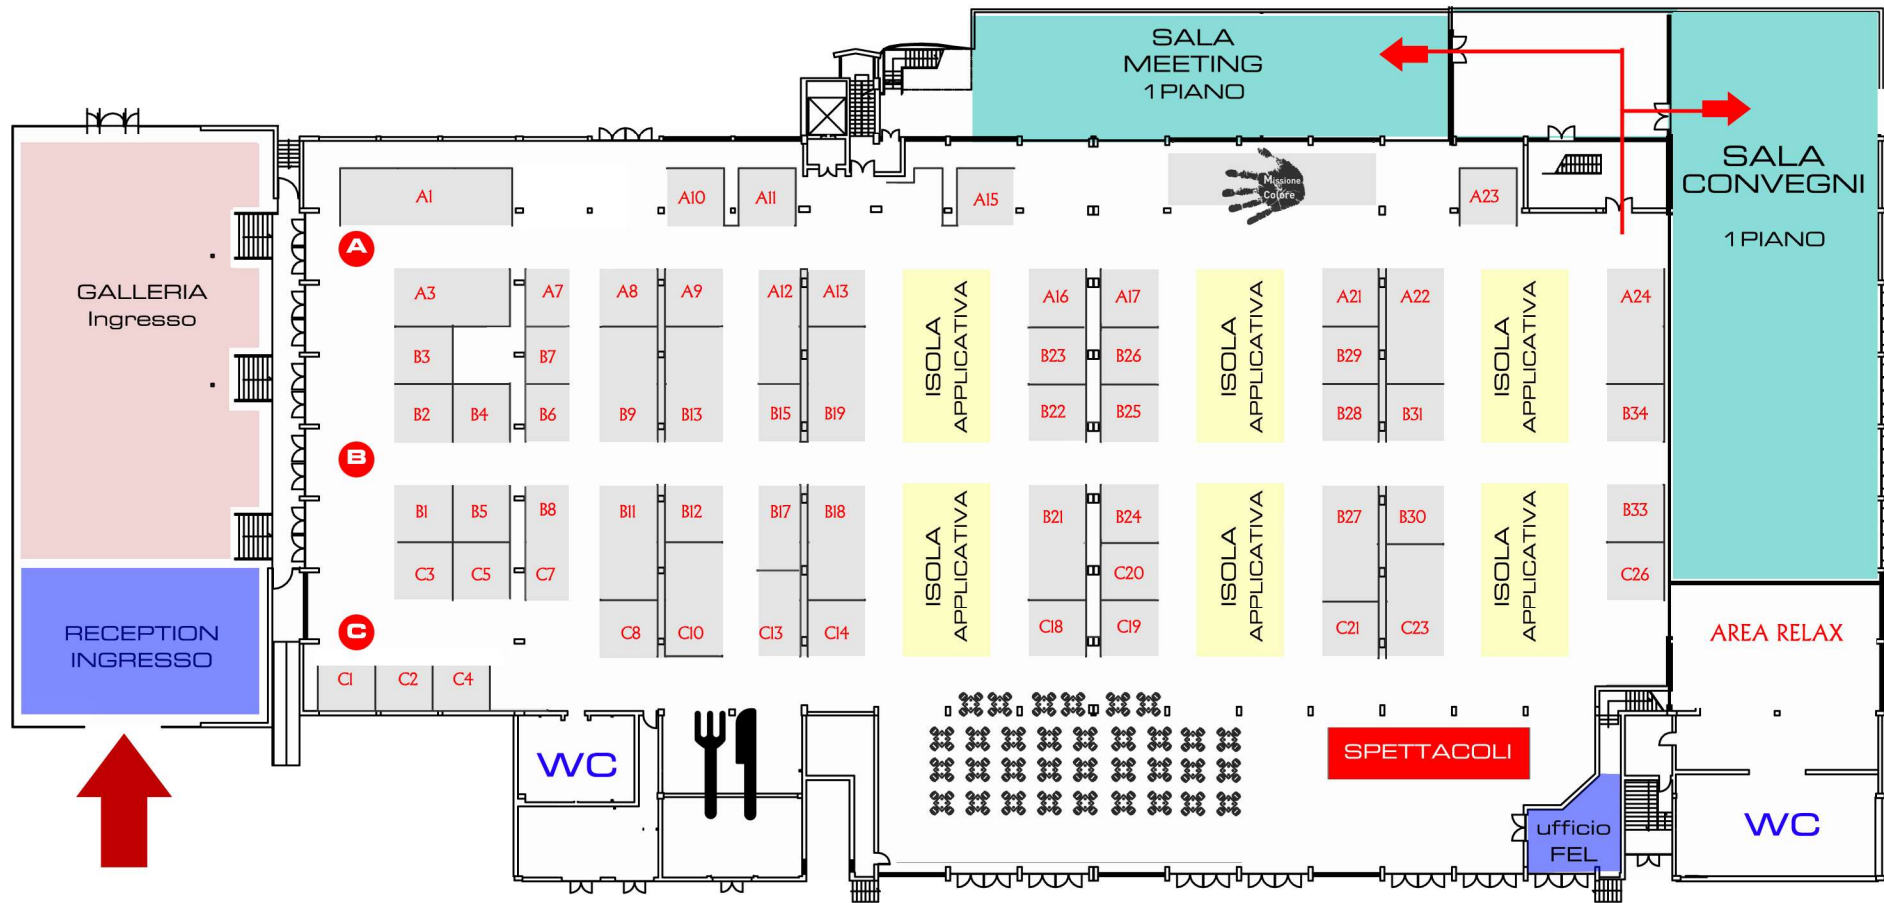 SALA
MEETING
1 PIANO
SALA
CONVEGNI
1 PIANO
GALLERIA
Ingresso
RECEPTION
INGRESSO
A1
A10
A11
A15
Missione
Colore
A23
A
A3
A7
A8
A9
A12
A13
ISOLA
APPLICATIVA
A16
A17
ISOLA
APPLICATIVA
A21
A22
ISOLA
APPLICATIVA
A24
B3
B7
B23
B26
B29
B2
B4
B6
B9
B13
B15
B19
B22
B25
B28
B31
B34
B
B1
B5
B8
B11
B12
B17
B18
ISOLA
APPLICATIVA
B21
B24
ISOLA
APPLICATIVA
B27
B30
ISOLA
APPLICATIVA
B33
C3
C5
C7
C20
C26
C
C8
C10
C13
C14
C18
C19
C21
C23
AREA RELAX
C1
C2
C4
WC
SPETTACOLI
ufficio
FEL
WC